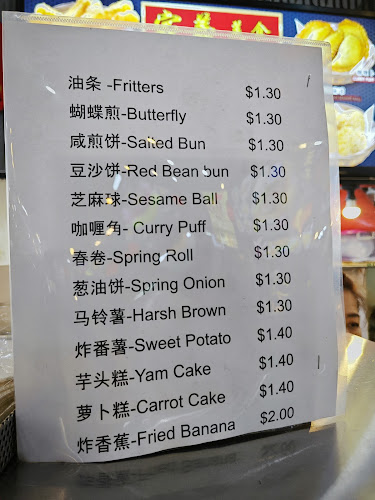 油条 -Fritters $1.30
蝴蝶煎-Butterfly $1.30
咸煎饼-Salted Bun $1.30
豆沙饼-Red Bean bun $1.30
芝麻球-Sesame Ball $1.30
咖喱角- Curry Puff $1.30
春卷-Spring Roll $1.30
葱油饼-Spring Onion $1.30
马铃薯-Harsh Brown $1.30
炸番薯-Sweet Potato $1.40
芋头糕-Yam Cake $1.40
萝卜糕-Carrot Cake $1.40
炸香蕉-Fried Banana $2.00